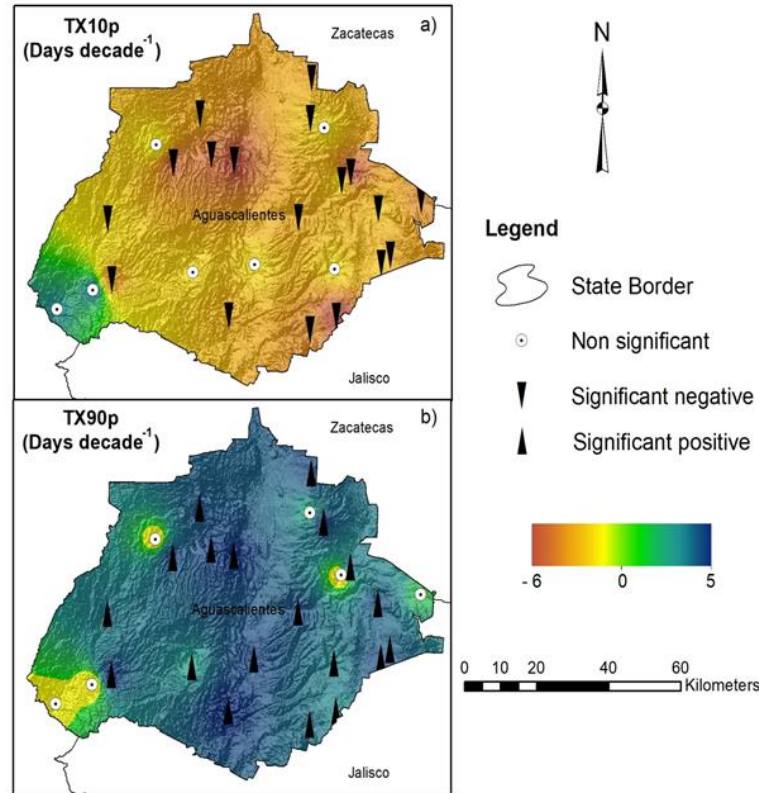 TX10p
(Days decade-1)
Zacatecas
a)
Aguascalientes
Jalisco
TX90p
(Days decade-1)
Zacatecas
b)
Aguascalientes
Jalisco
N
Legend
State Border
Non significant
Significant negative
Significant positive
- 6 0 5
0 10 20 40 60
Kilometers